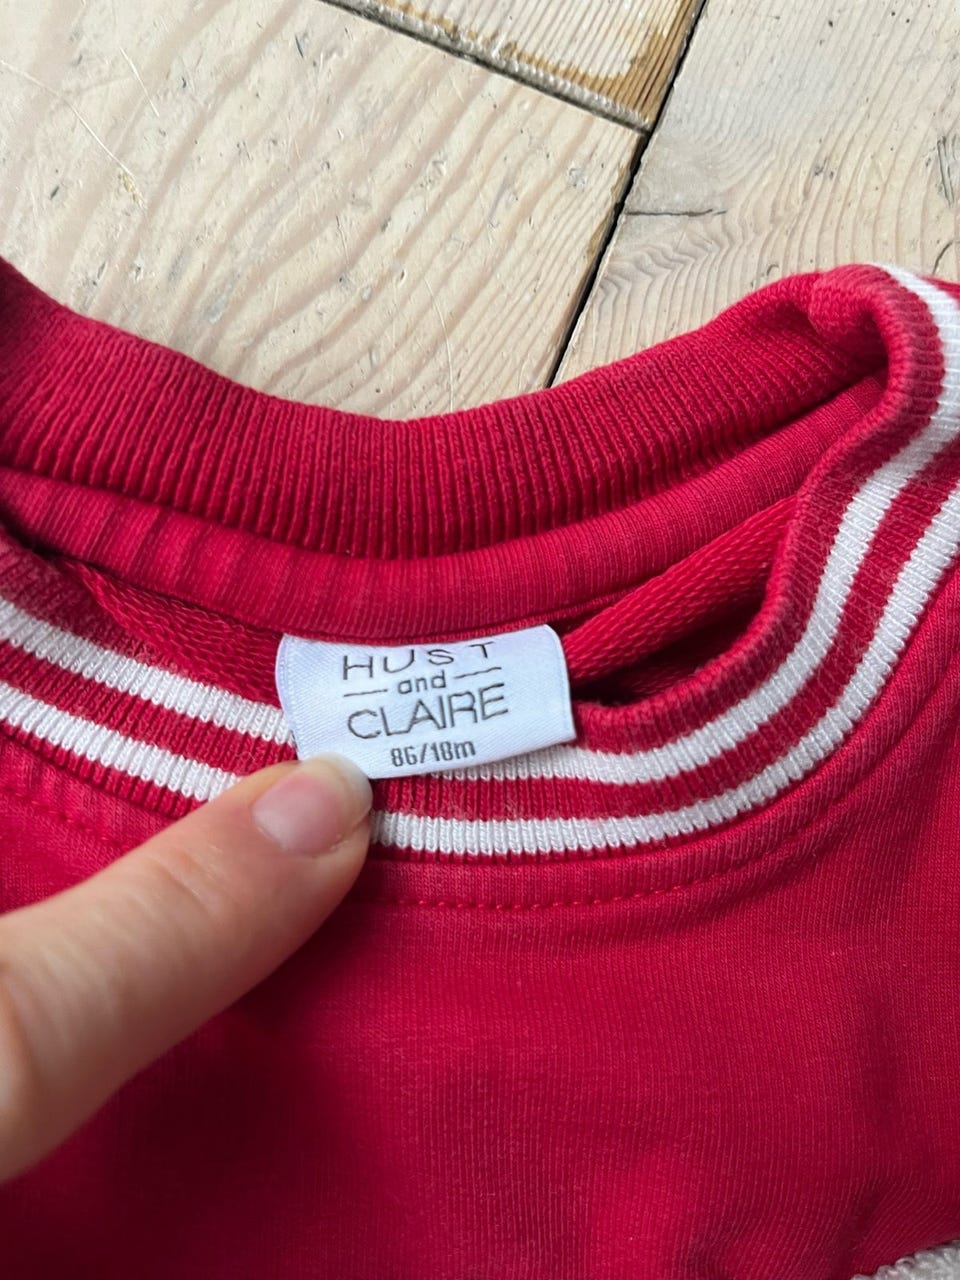 HUST
and
CLAIRE
86/18m